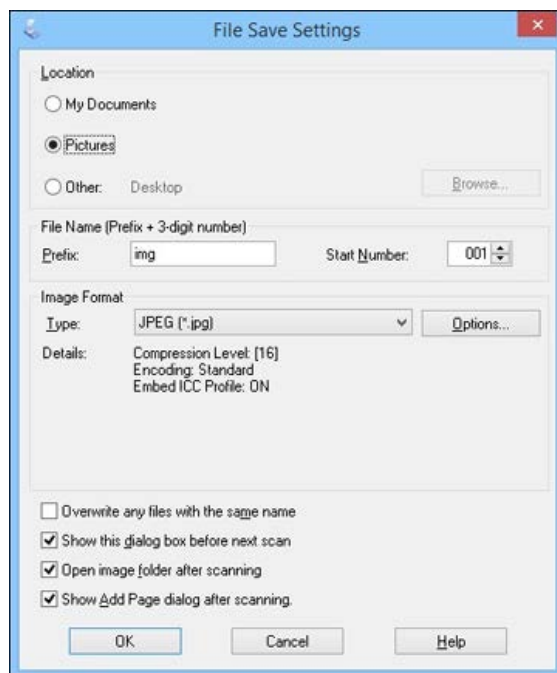 File Save Settings
Location
My Documents
Pictures
Other: Desktop Browse...
File Name (Prefix + 3-digit number)
Prefix: img Start Number: 001
Image Format
Type: JPEG (*.jpg) Options...
Details: Compression Level: [16]
Encoding: Standard
Embed ICC Profile: ON
Overwrite any files with the same name
Show this dialog box before next scan
Open image folder after scanning
Show Add Page dialog after scanning.
OK Cancel Help